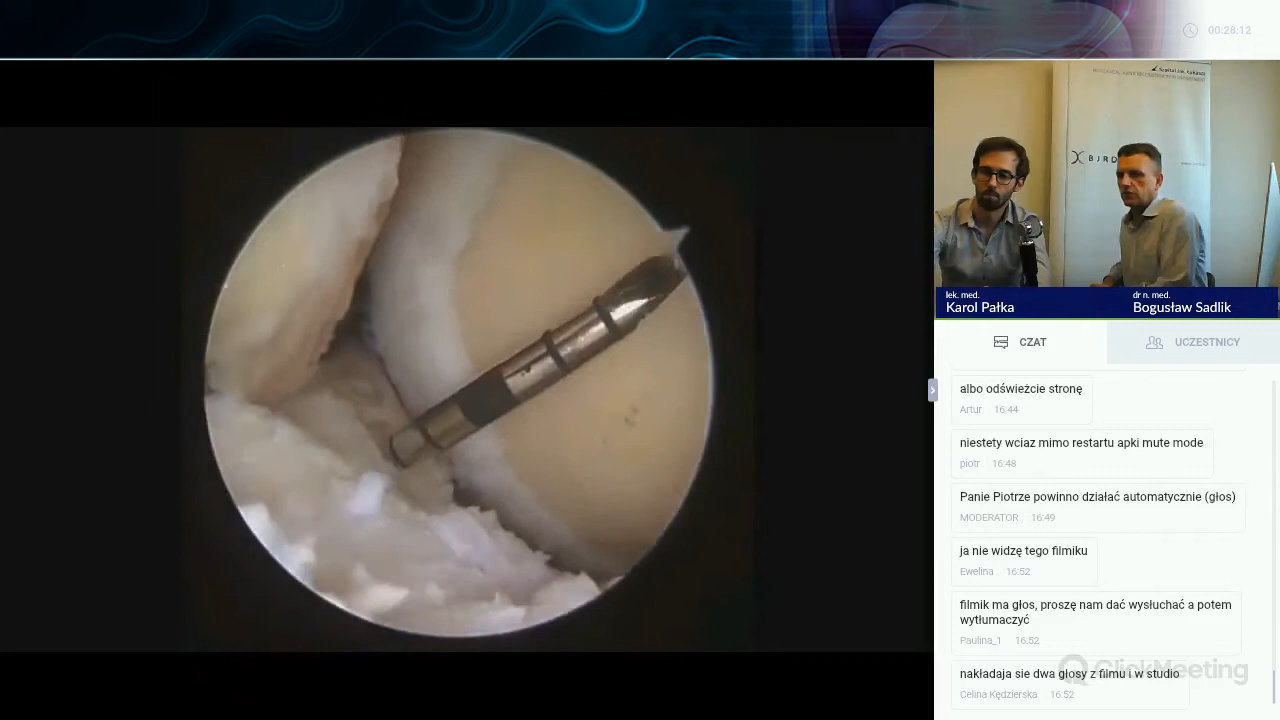 00:28:12
BJRD
lek. med.
Karol Pałka
dr n. med.
Bogusław Sadlik
CZAT
UCZESTNICY
albo odświeżcie stronę
Artur 16:44
niestety wciaz mimo restartu apki mute mode
piotr 16:48
Panie Piotrze powinno działać automatycznie (głos)
MODERATOR 16:49
ja nie widzę tego filmiku
Ewelina 16:52
filmik ma głos, proszę nam dać wysłuchać a potem
wytłumaczyć
Paulina_1 16:52
nakładaja sie dwa głosy z filmu i w studio
Celina Kędzierska 16:52
ClickMeeting